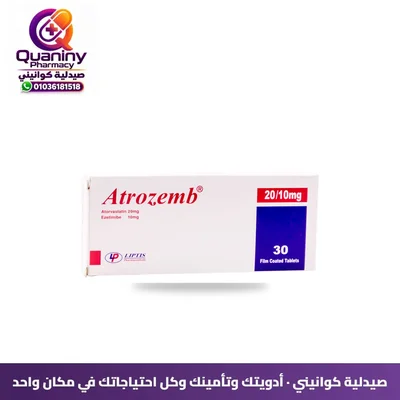 Quaniny
Pharmacy
صيدلية كوانيني
01036181518
Atrozemb®
Atorvastatin 20mg
Ezetimibe 10mg
20/10mg
30
Film Coated Tablets
LIPTIS
صيدلية كوانيني - أدويتك وتأمينك وكل احتياجاتك في مكان واحد